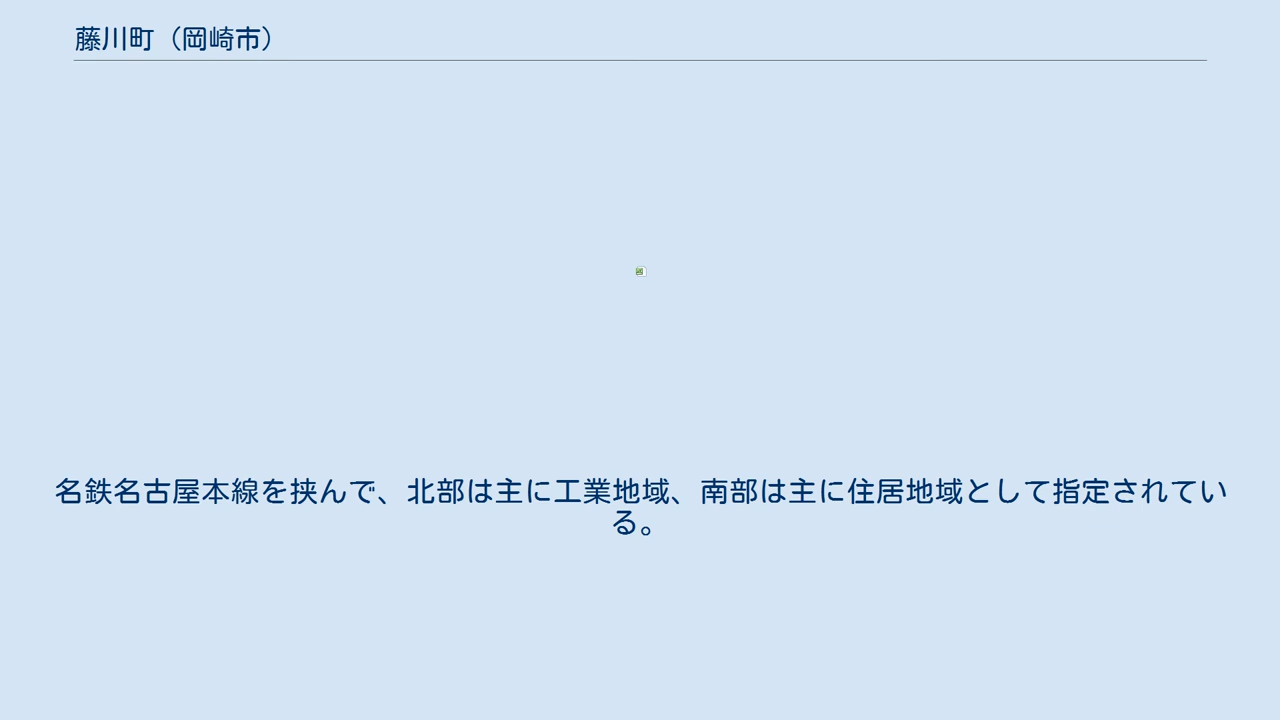 藤川町（岡崎市）
名鉄名古屋本線を挟んで、北部は主に工業地域、南部は主に住居地域として指定されてい
る。